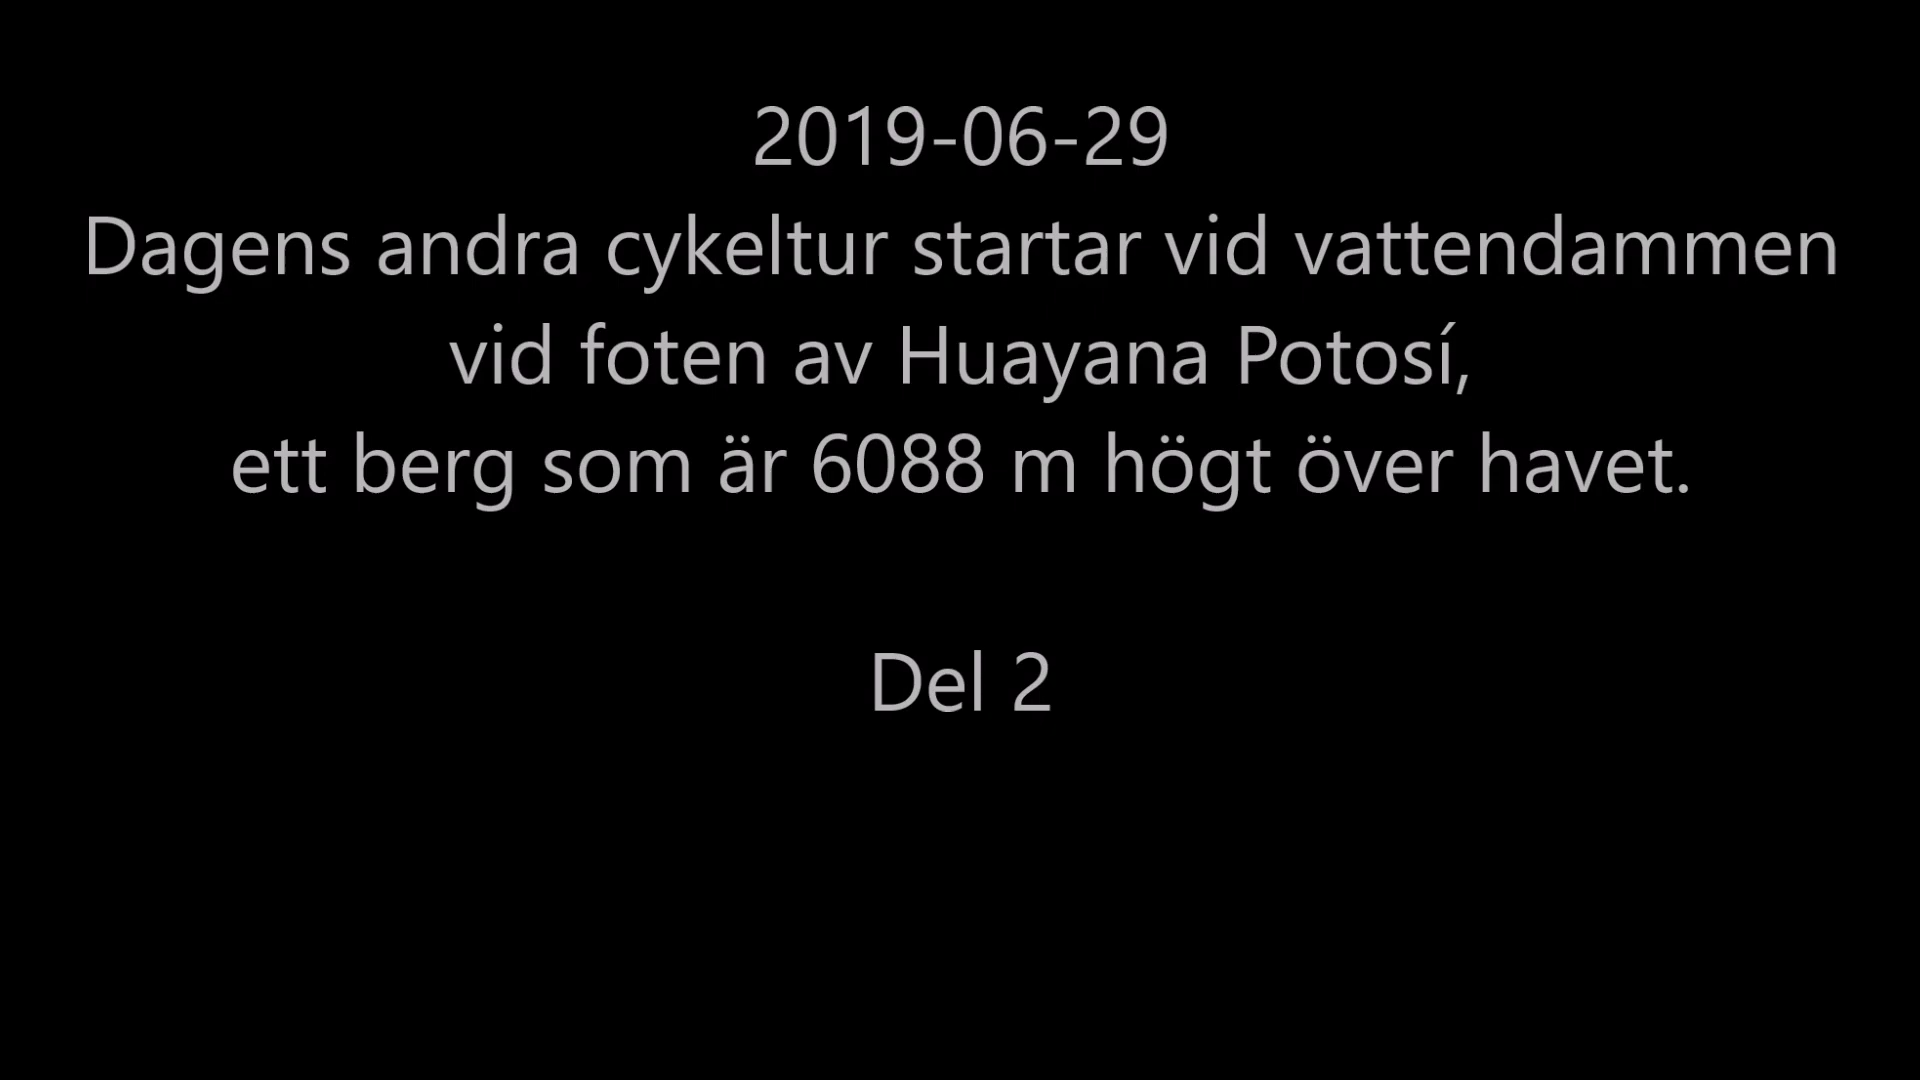 2019-06-29
Dagens andra cykeltur startar vid vattendammen
vid foten av Huayana Potosí,
ett berg som är 6088 m högt över havet.
Del 2